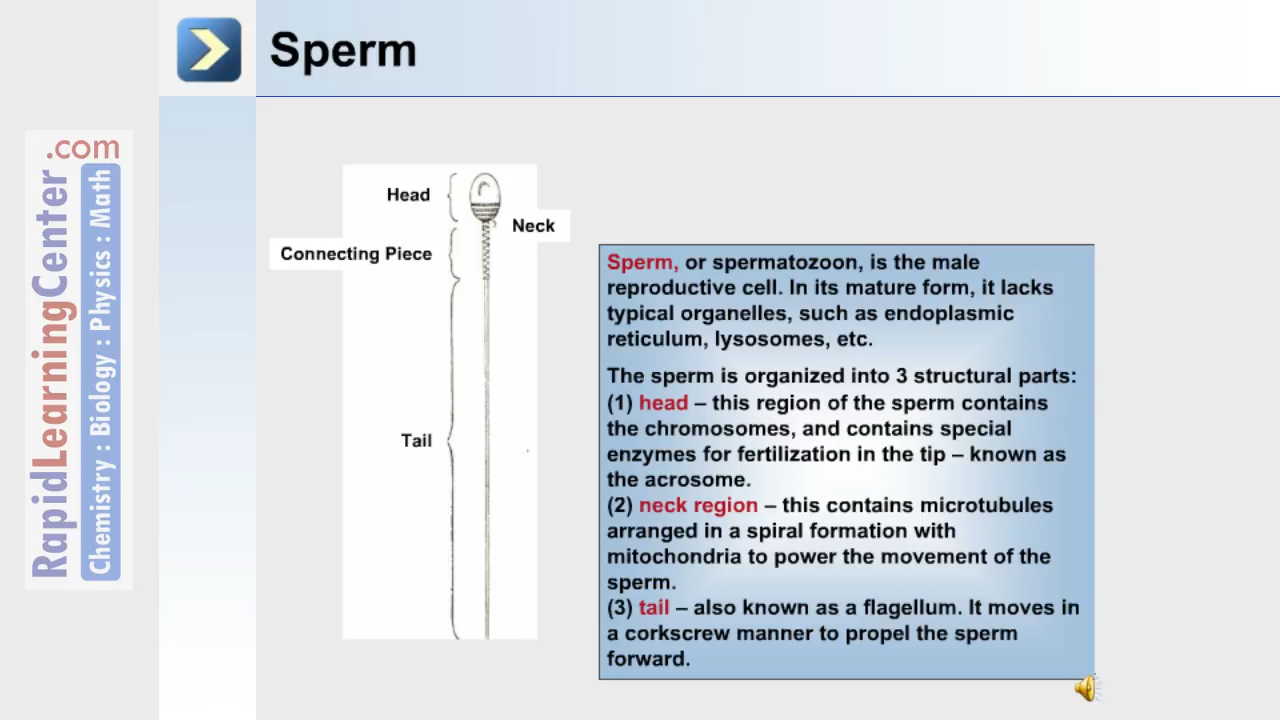 Sperm
RapidLearningCenter.com
Chemistry : Biology : Physics : Math
Head
Neck
Connecting Piece
Tail
Sperm, or spermatozoon, is the male
reproductive cell. In its mature form, it lacks
typical organelles, such as endoplasmic
reticulum, lysosomes, etc.
The sperm is organized into 3 structural parts:
(1) head – this region of the sperm contains
the chromosomes, and contains special
enzymes for fertilization in the tip – known as
the acrosome.
(2) neck region – this contains microtubules
arranged in a spiral formation with
mitochondria to power the movement of the
sperm.
(3) tail – also known as a flagellum. It moves in
a corkscrew manner to propel the sperm
forward.